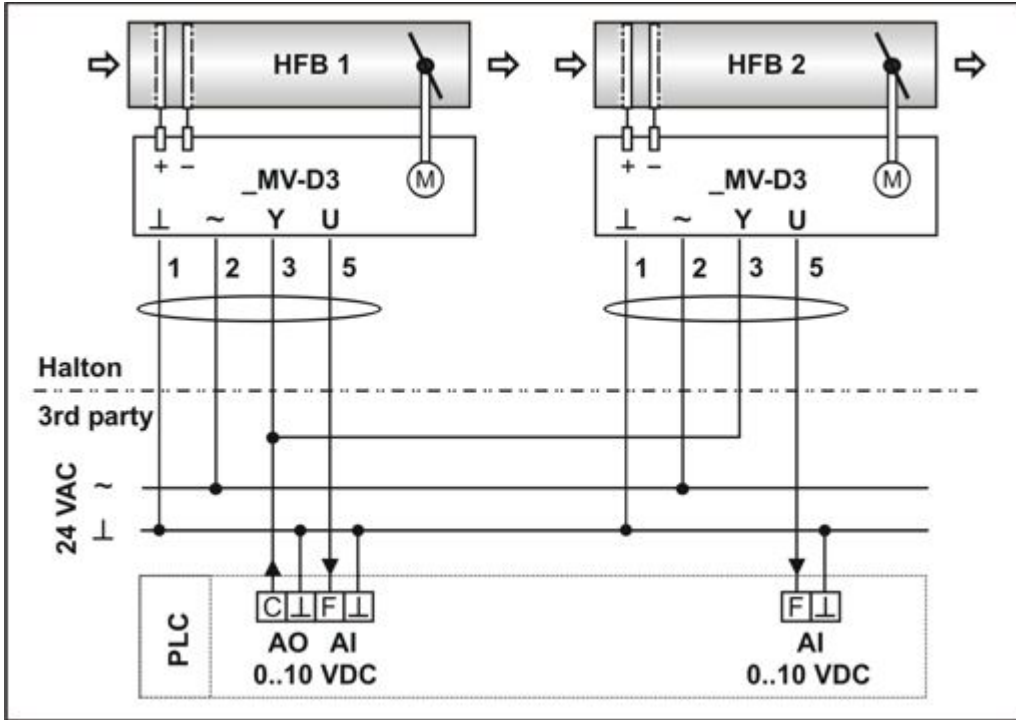 HFB 1 HFB 2
+ − + −
_MV-D3 M _MV-D3 M
⊥ ~ Y U ⊥ ~ Y U
1 2 3 5 1 2 3 5
Halton
3rd party
24 VAC
~
⊥
PLC
C ⊥ F ⊥ F ⊥
AO AI AI
0..10 VDC 0..10 VDC